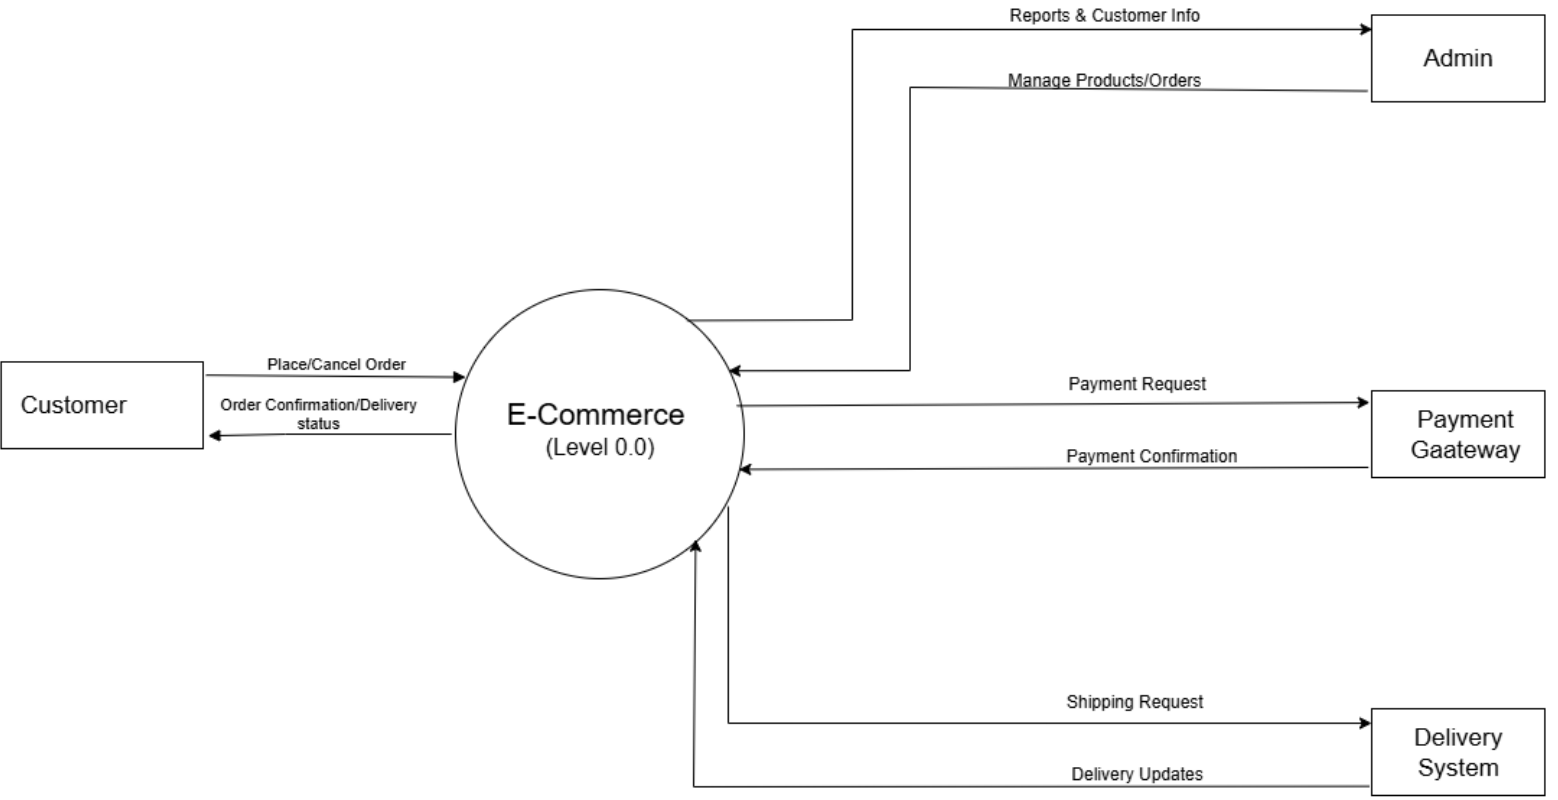 Reports & Customer Info
Admin
Manage Products/Orders
Place/Cancel Order
Customer
Order Confirmation/Delivery
status
E-Commerce
(Level 0.0)
Payment Request
Payment
Gaateway
Payment Confirmation
Shipping Request
Delivery
System
Delivery Updates